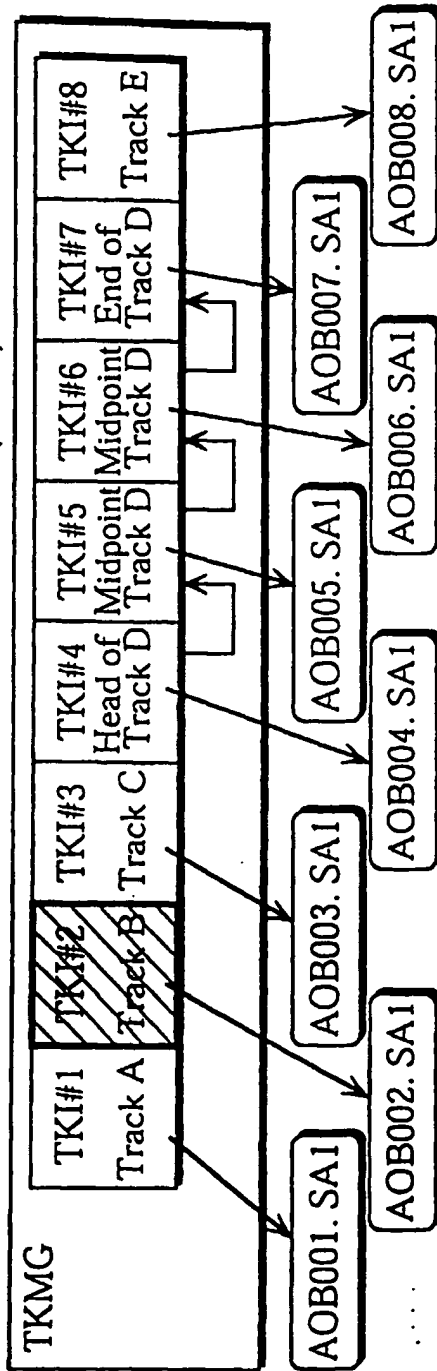 TKMG
TKI#1
Track A
TKI#2
Track B
TKI#3
Track C
TKI#4
Head of
Track D
TKI#5
Midpoint
Track D
TKI#6
Midpoint
Track D
TKI#7
End of
Track D
TKI#8
Track E
AOB001. SA1
AOB002. SA1
AOB003. SA1
AOB004. SA1
AOB005. SA1
AOB006. SA1
AOB007. SA1
AOB008. SA1